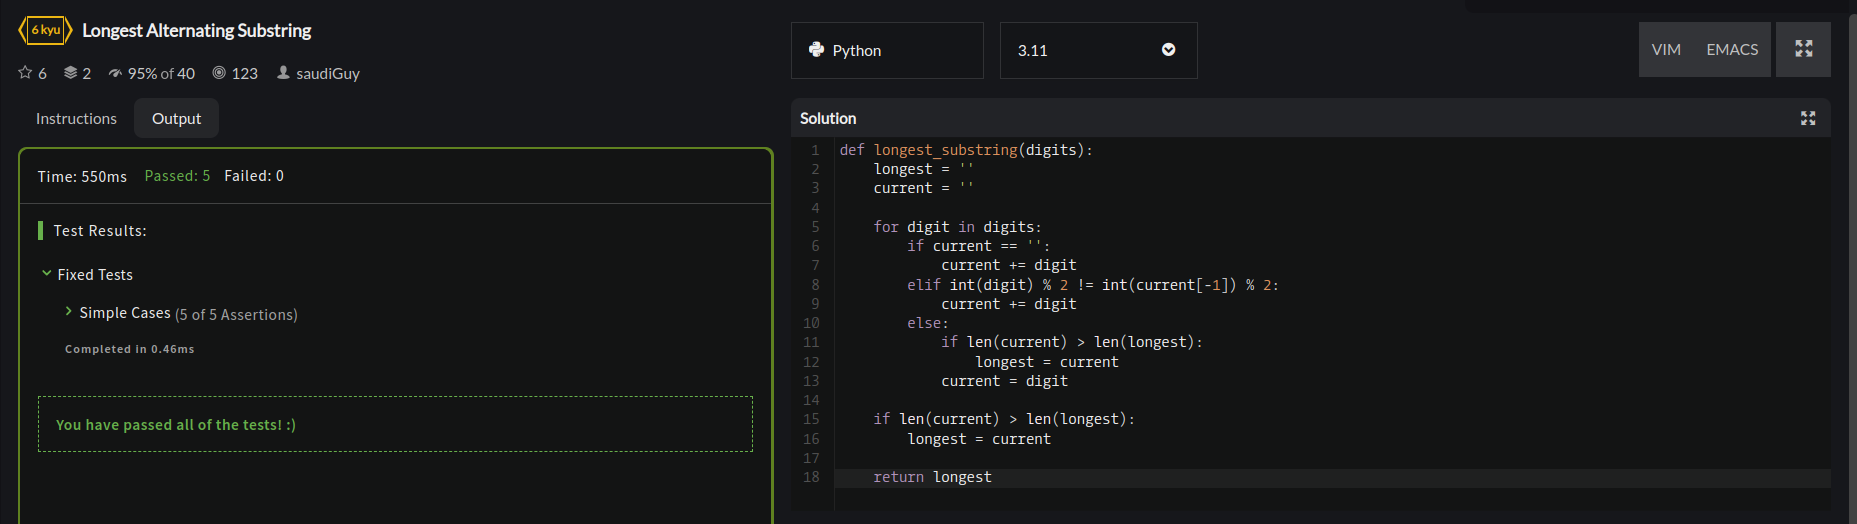 6 kyu Longest Alternating Substring
6 2 95% of 40 123 saudiGuy
Instructions Output
Time: 550ms Passed: 5 Failed: 0
Test Results:
Fixed Tests
Simple Cases (5 of 5 Assertions)
Completed in 0.46ms
You have passed all of the tests! :)
Python 3.11 VIM EMACS
Solution
1 def longest_substring(digits):
2     longest = ''
3     current = ''
4
5     for digit in digits:
6         if current == '':
7             current += digit
8         elif int(digit) % 2 != int(current[-1]) % 2:
9             current += digit
10         else:
11             if len(current) > len(longest):
12                 longest = current
13             current = digit
14
15     if len(current) > len(longest):
16         longest = current
17
18     return longest